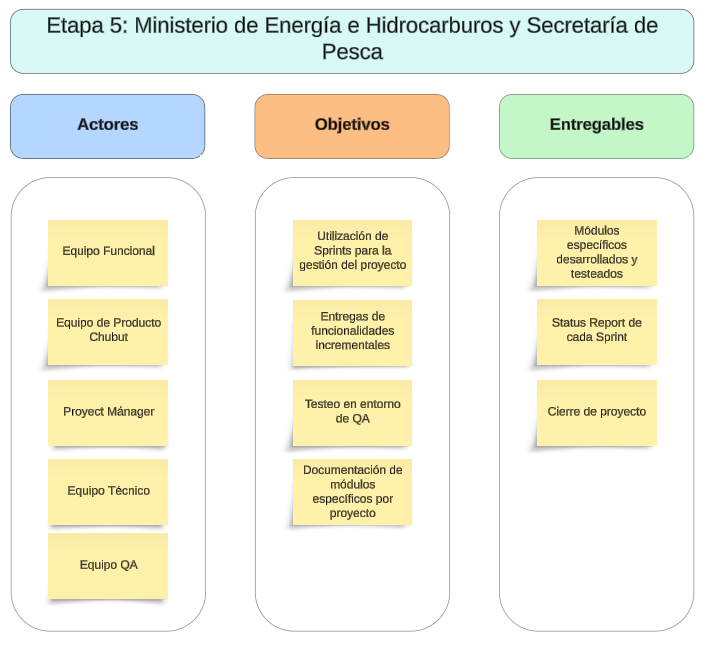 Etapa 5: Ministerio de Energía e Hidrocarburos y Secretaría de
Pesca
Actores
Objetivos
Entregables
Equipo Funcional
Equipo de Producto
Chubut
Proyect Mánager
Equipo Técnico
Equipo QA
Utilización de
Sprints para la
gestión del proyecto
Entregas de
funcionalidades
incrementales
Testeo en entorno
de QA
Documentación de
módulos
específicos por
proyecto
Módulos
específicos
desarrollados y
testeados
Status Report de
cada Sprint
Cierre de proyecto